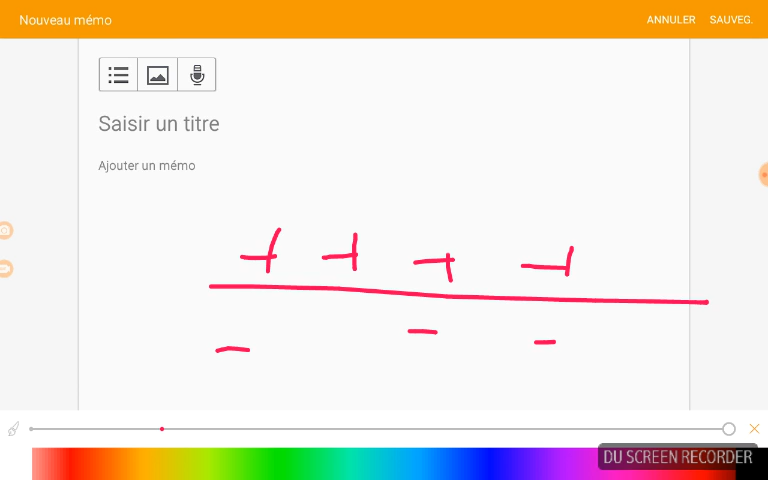 Nouveau mémo ANNULER SAUVEG.
Saisir un titre
Ajouter un mémo
+ + + +
- - -
DU SCREEN RECORDER